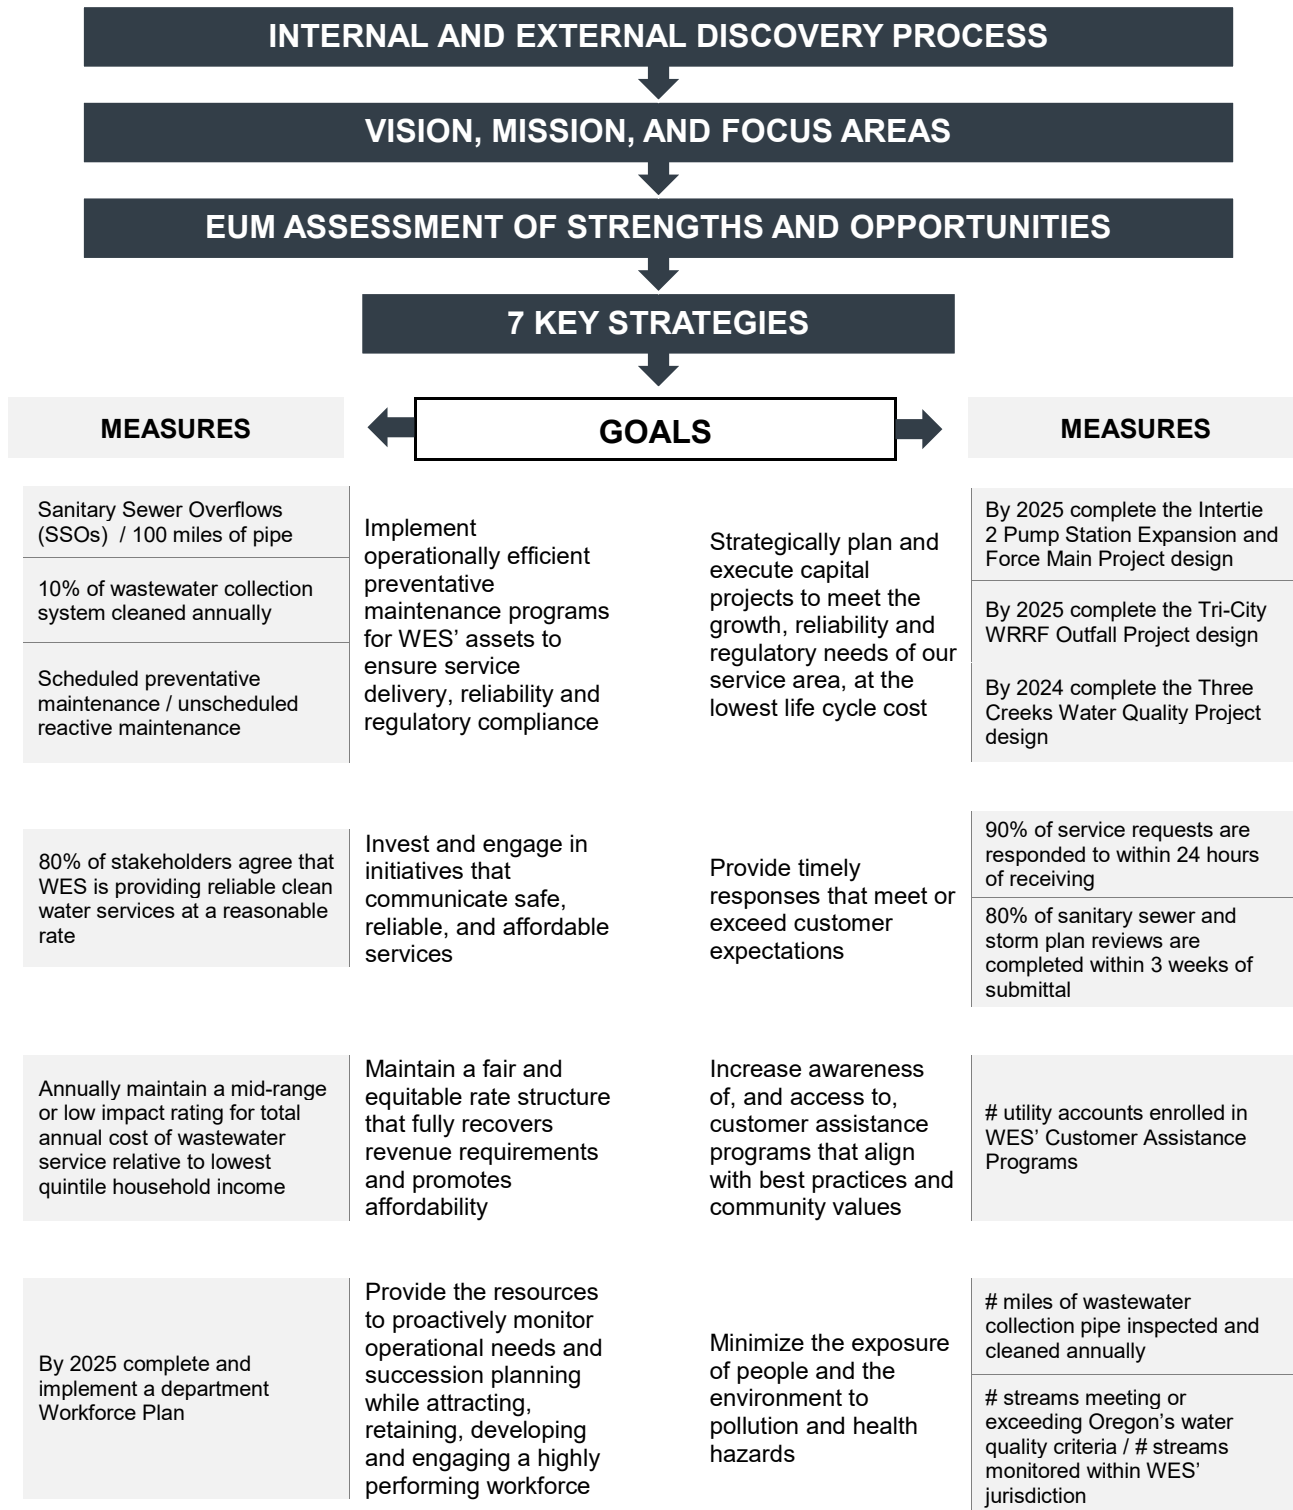 INTERNAL AND EXTERNAL DISCOVERY PROCESS
VISION, MISSION, AND FOCUS AREAS
EUM ASSESSMENT OF STRENGTHS AND OPPORTUNITIES
7 KEY STRATEGIES
MEASURES
GOALS
MEASURES
Sanitary Sewer Overflows
(SSOs) / 100 miles of pipe
10% of wastewater collection
system cleaned annually
Scheduled preventative
maintenance / unscheduled
reactive maintenance
Implement
operationally efficient
preventative
maintenance programs
for WES’ assets to
ensure service
delivery, reliability and
regulatory compliance
Strategically plan and
execute capital
projects to meet the
growth, reliability and
regulatory needs of our
service area, at the
lowest life cycle cost
By 2025 complete the Intertie
2 Pump Station Expansion and
Force Main Project design
By 2025 complete the Tri-City
WRRF Outfall Project design
By 2024 complete the Three
Creeks Water Quality Project
design
80% of stakeholders agree that
WES is providing reliable clean
water services at a reasonable
rate
Invest and engage in
initiatives that
communicate safe,
reliable, and affordable
services
Provide timely
responses that meet or
exceed customer
expectations
90% of service requests are
responded to within 24 hours
of receiving
80% of sanitary sewer and
storm plan reviews are
completed within 3 weeks of
submittal
Annually maintain a mid-range
or low impact rating for total
annual cost of wastewater
service relative to lowest
quintile household income
Maintain a fair and
equitable rate structure
that fully recovers
revenue requirements
and promotes
affordability
Increase awareness
of, and access to,
customer assistance
programs that align
with best practices and
community values
# utility accounts enrolled in
WES’ Customer Assistance
Programs
By 2025 complete and
implement a department
Workforce Plan
Provide the resources
to proactively monitor
operational needs and
succession planning
while attracting,
retaining, developing
and engaging a highly
performing workforce
Minimize the exposure
of people and the
environment to
pollution and health
hazards
# miles of wastewater
collection pipe inspected and
cleaned annually
# streams meeting or
exceeding Oregon’s water
quality criteria / # streams
monitored within WES’
jurisdiction